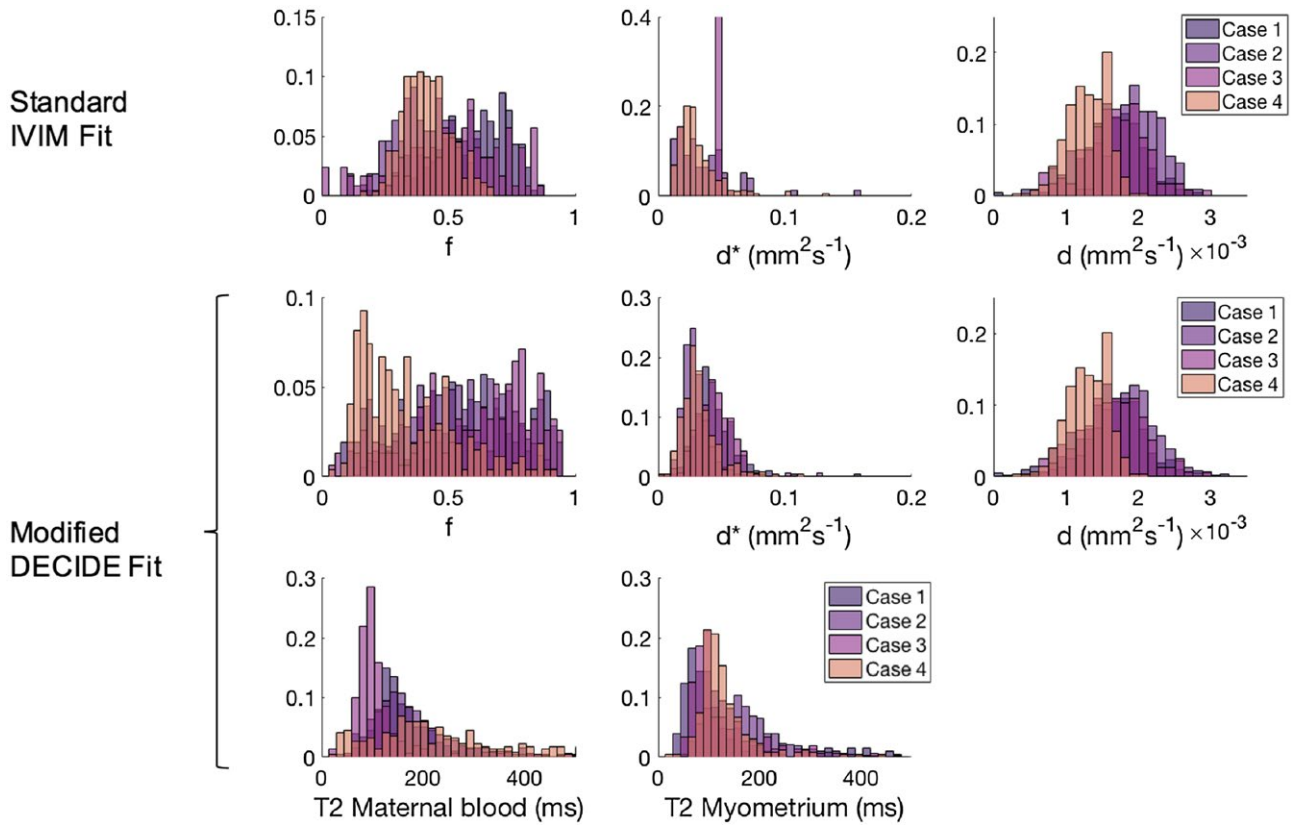 Standard
IVIM Fit
0.15
0.1
0.05
0
0 0.5 1
f
0.4
0.2
0
0 0.1 0.2
d* (mm²s⁻¹)
0.2
0.1
0
0 1 2 3
d (mm²s⁻¹) ×10⁻³
Case 1
Case 2
Case 3
Case 4
Modified
DECIDE Fit
0.1
0.05
0
0 0.5 1
f
0.3
0.2
0.1
0
0 0.1 0.2
d* (mm²s⁻¹)
0.2
0.1
0
0 1 2 3
d (mm²s⁻¹) ×10⁻³
Case 1
Case 2
Case 3
Case 4
0.3
0.2
0.1
0
0 200 400
T2 Maternal blood (ms)
0.3
0.2
0.1
0
0 200 400
T2 Myometrium (ms)
Case 1
Case 2
Case 3
Case 4